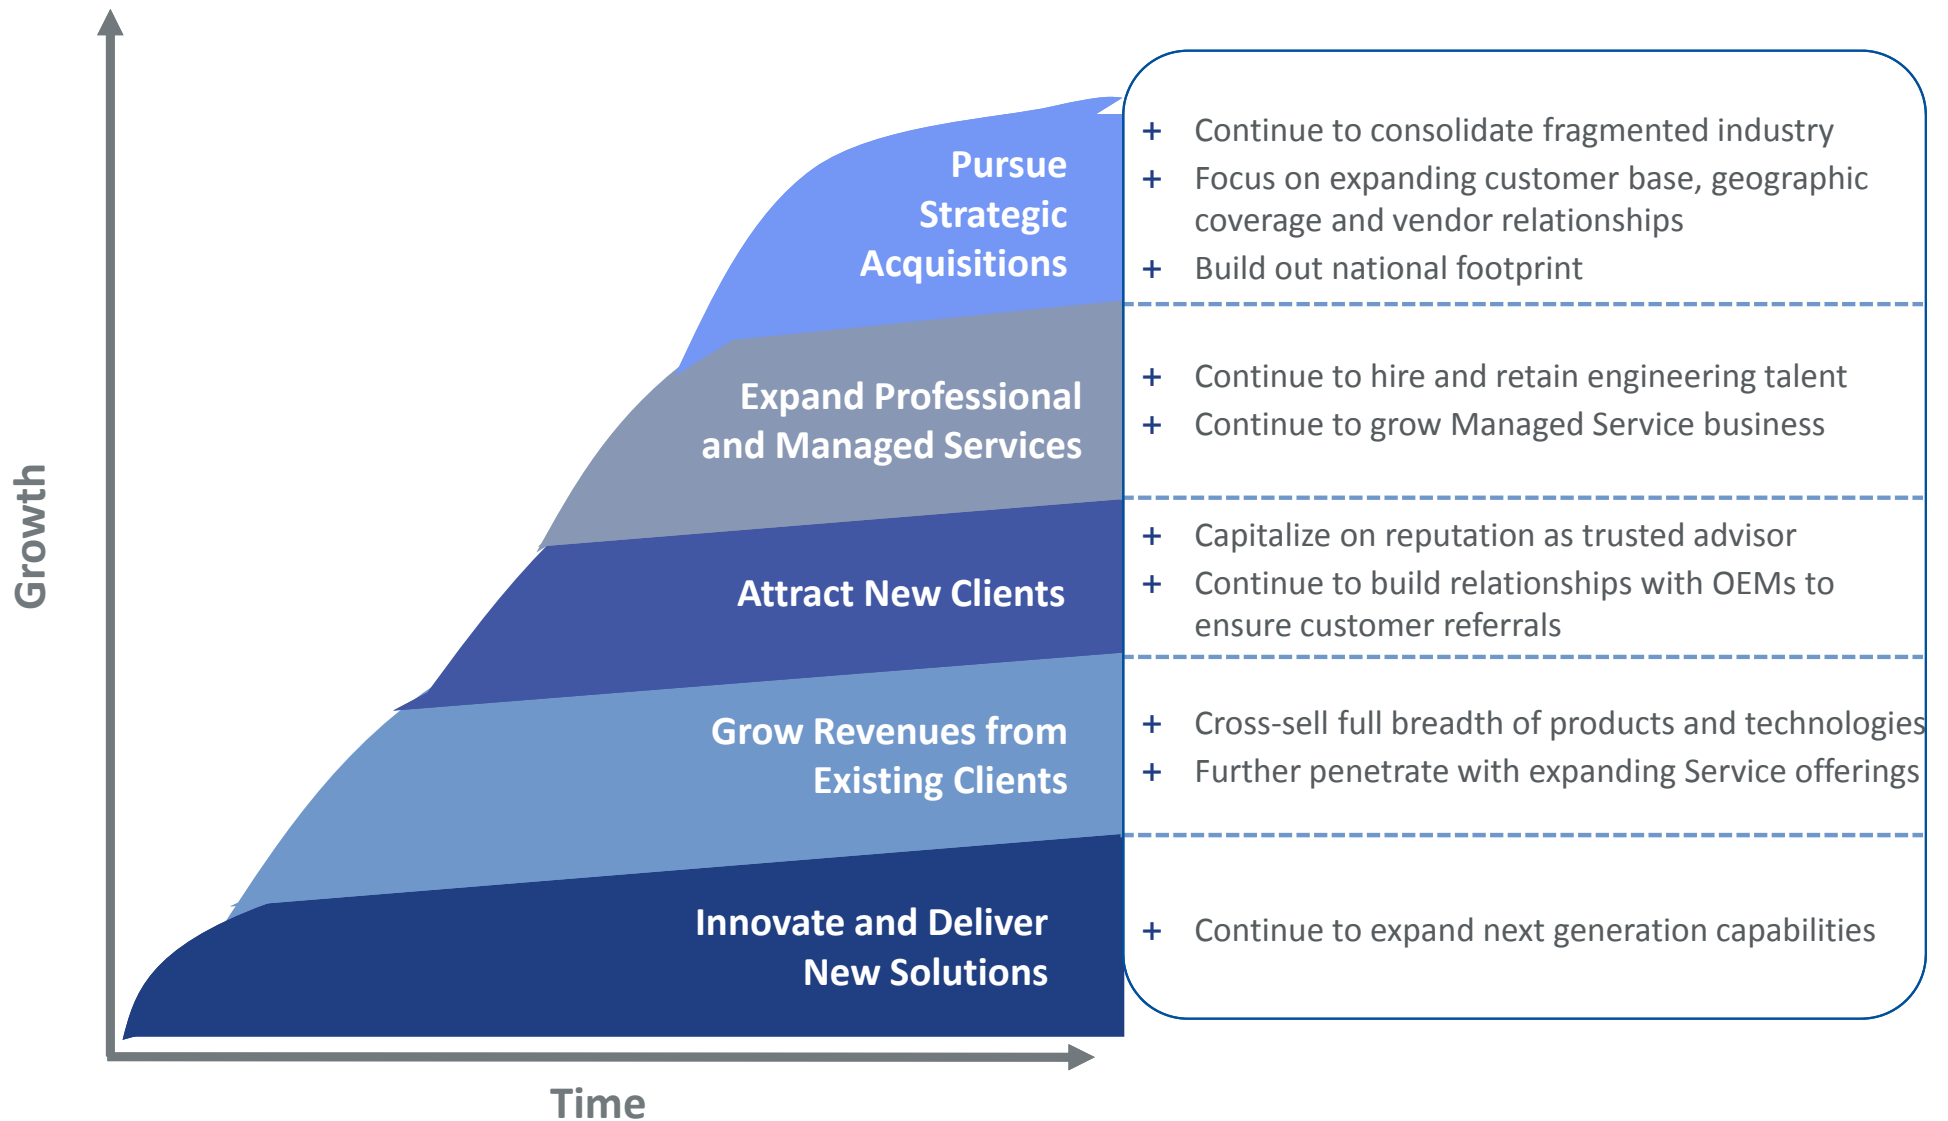 Growth
Pursue
Strategic
Acquisitions
+ Continue to consolidate fragmented industry
+ Focus on expanding customer base, geographic
coverage and vendor relationships
+ Build out national footprint
Expand Professional
and Managed Services
+ Continue to hire and retain engineering talent
+ Continue to grow Managed Service business
Attract New Clients
+ Capitalize on reputation as trusted advisor
+ Continue to build relationships with OEMs to
ensure customer referrals
Grow Revenues from
Existing Clients
+ Cross-sell full breadth of products and technologies
+ Further penetrate with expanding Service offerings
Innovate and Deliver
New Solutions
+ Continue to expand next generation capabilities
Time